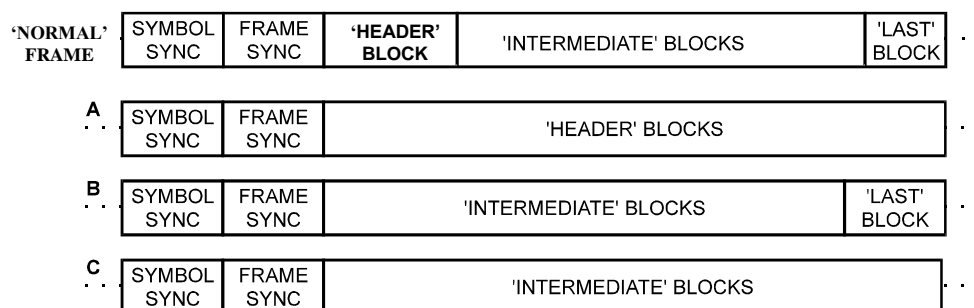 'NORMAL' FRAME SYMBOL SYNC FRAME SYNC 'HEADER' BLOCK 'INTERMEDIATE' BLOCKS 'LAST' BLOCK
A SYMBOL SYNC FRAME SYNC 'HEADER' BLOCKS
B SYMBOL SYNC FRAME SYNC 'INTERMEDIATE' BLOCKS 'LAST' BLOCK
C SYMBOL SYNC FRAME SYNC 'INTERMEDIATE' BLOCKS